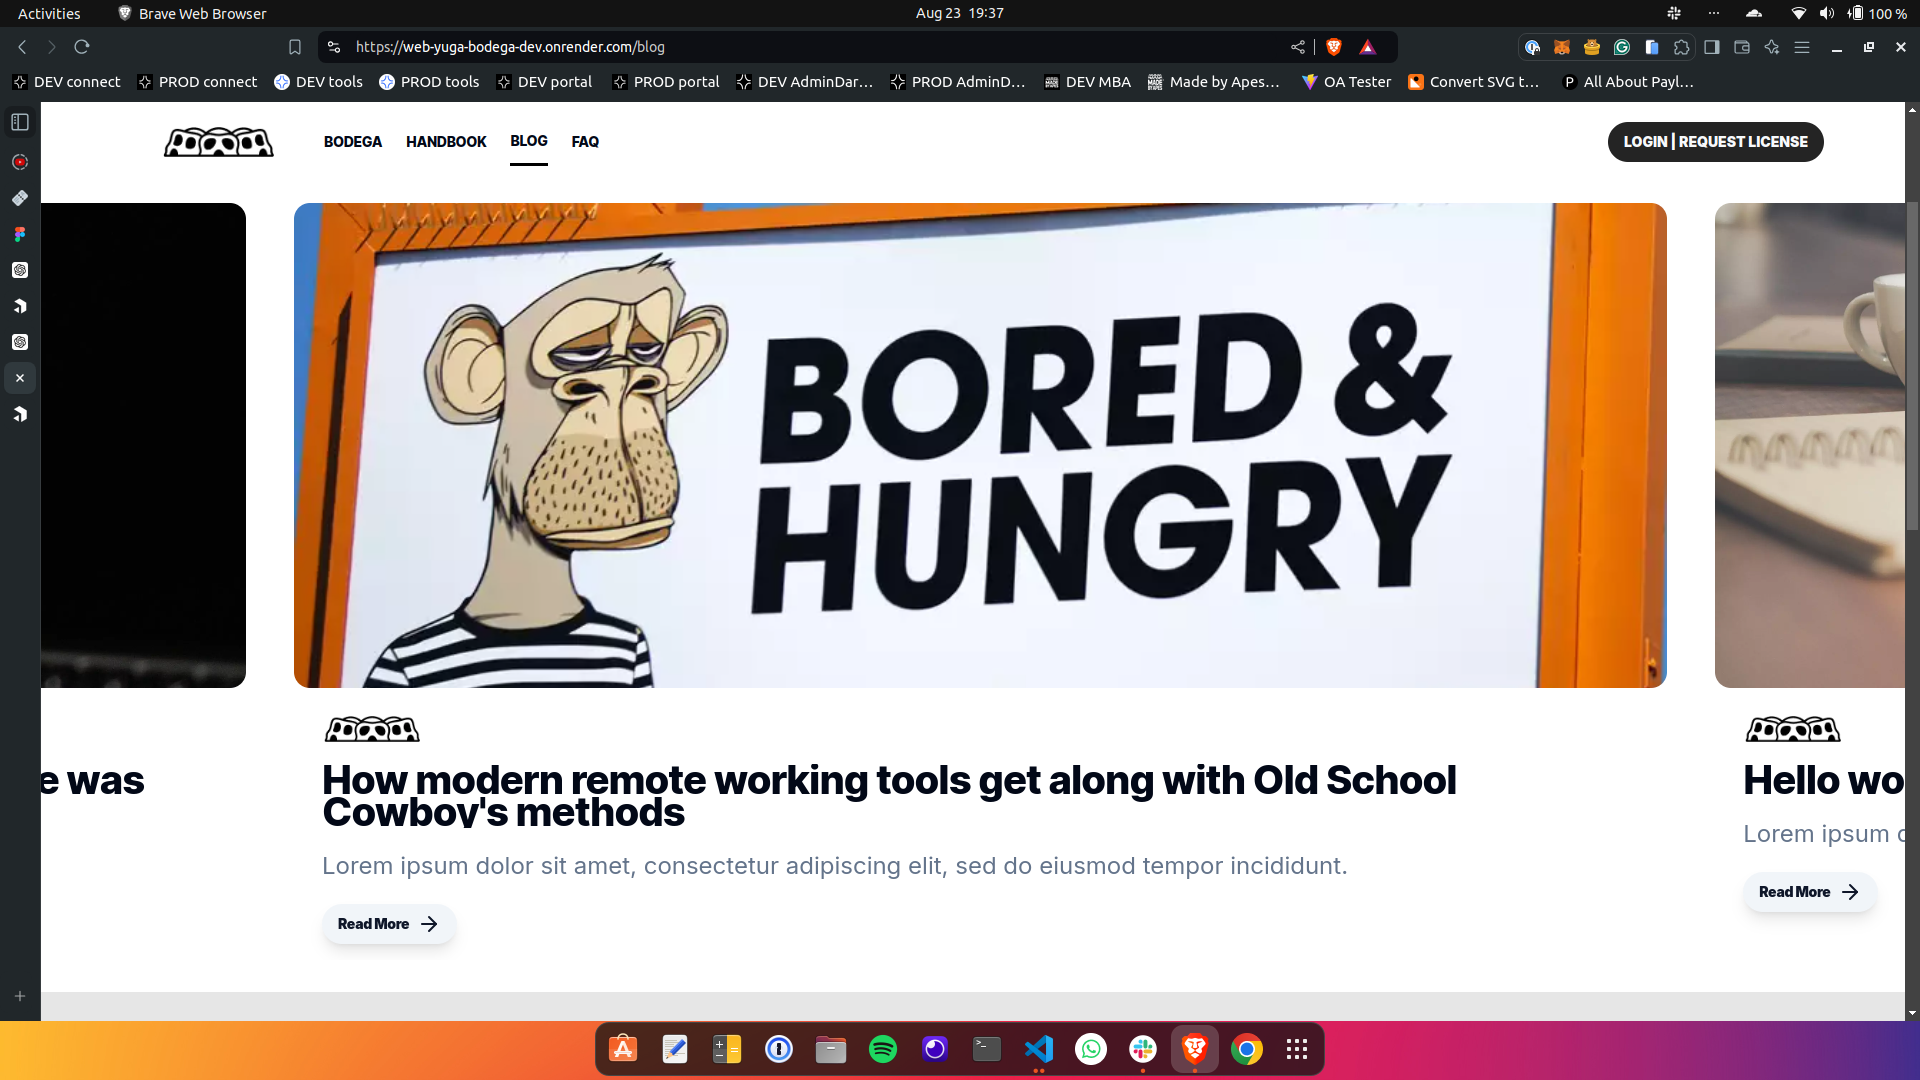 Activities
Brave Web Browser
Aug 23 19:37
100 %
https://web-yuga-bodega-dev.onrender.com/blog
DEV connect
PROD connect
DEV tools
PROD tools
DEV portal
PROD portal
DEV AdminDar...
PROD AdminD...
DEV MBA
Made by Apes...
OA Tester
Convert SVG t...
All About Payl...
BODEGA
HANDBOOK
BLOG
FAQ
LOGIN | REQUEST LICENSE
BORED &
HUNGRY
e was
How modern remote working tools get along with Old School
Cowboy's methods
Lorem ipsum dolor sit amet, consectetur adipiscing elit, sed do eiusmod tempor incididunt.
Read More
Hello wo
Lorem ipsum
Read More